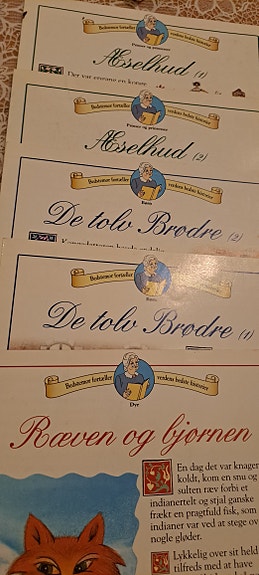 Bedstemor fortæller verdens bedste historier
Prinser og prinsesser
Æselhud (1)
Der var engang en konge
Bedstemor fortæller verdens bedste historier
Prinser og prinsesser
Æselhud (2)
Bedstemor fortæller verdens bedste historier
Børn
De tolv Brødre (2)
Bedstemor fortæller verdens bedste historier
Børn
De tolv Brødre (1)
Bedstemor fortæller verdens bedste historier
Dyr
Ræven og bjørnen
En dag det var knager
koldt, kom en snu og
sulten ræv forbi et
indianertelt og stjal ganske
frækt en pragtfuld fisk, som
indianer var ved at stege ov
nogle gløder.
Lykkelig over sit held
tilfreds med at have